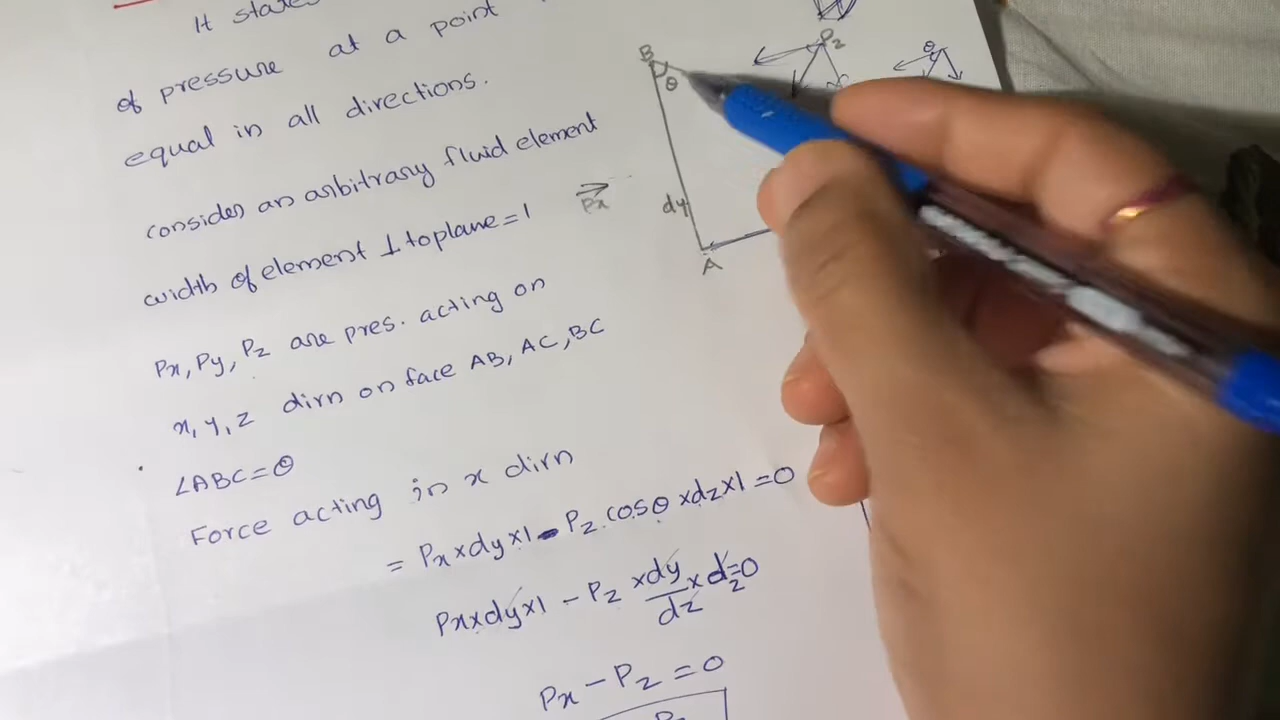 It states
of pressure at a point
equal in all directions.
consider an arbitrary fluid element
width of element ⊥ to plane = 1
Px, Py, Pz are pres. acting on
x, y, z dirn on face AB, AC, BC
∠ABC = θ
Force acting in x dirn
= Px x dy x 1 - Pz cosθ x dz x 1 = 0
Px x dy x 1 - Pz x dy/dz x dz = 0
Px - Pz = 0
Pz
B
θ
dy
A
Px
Pz
θ